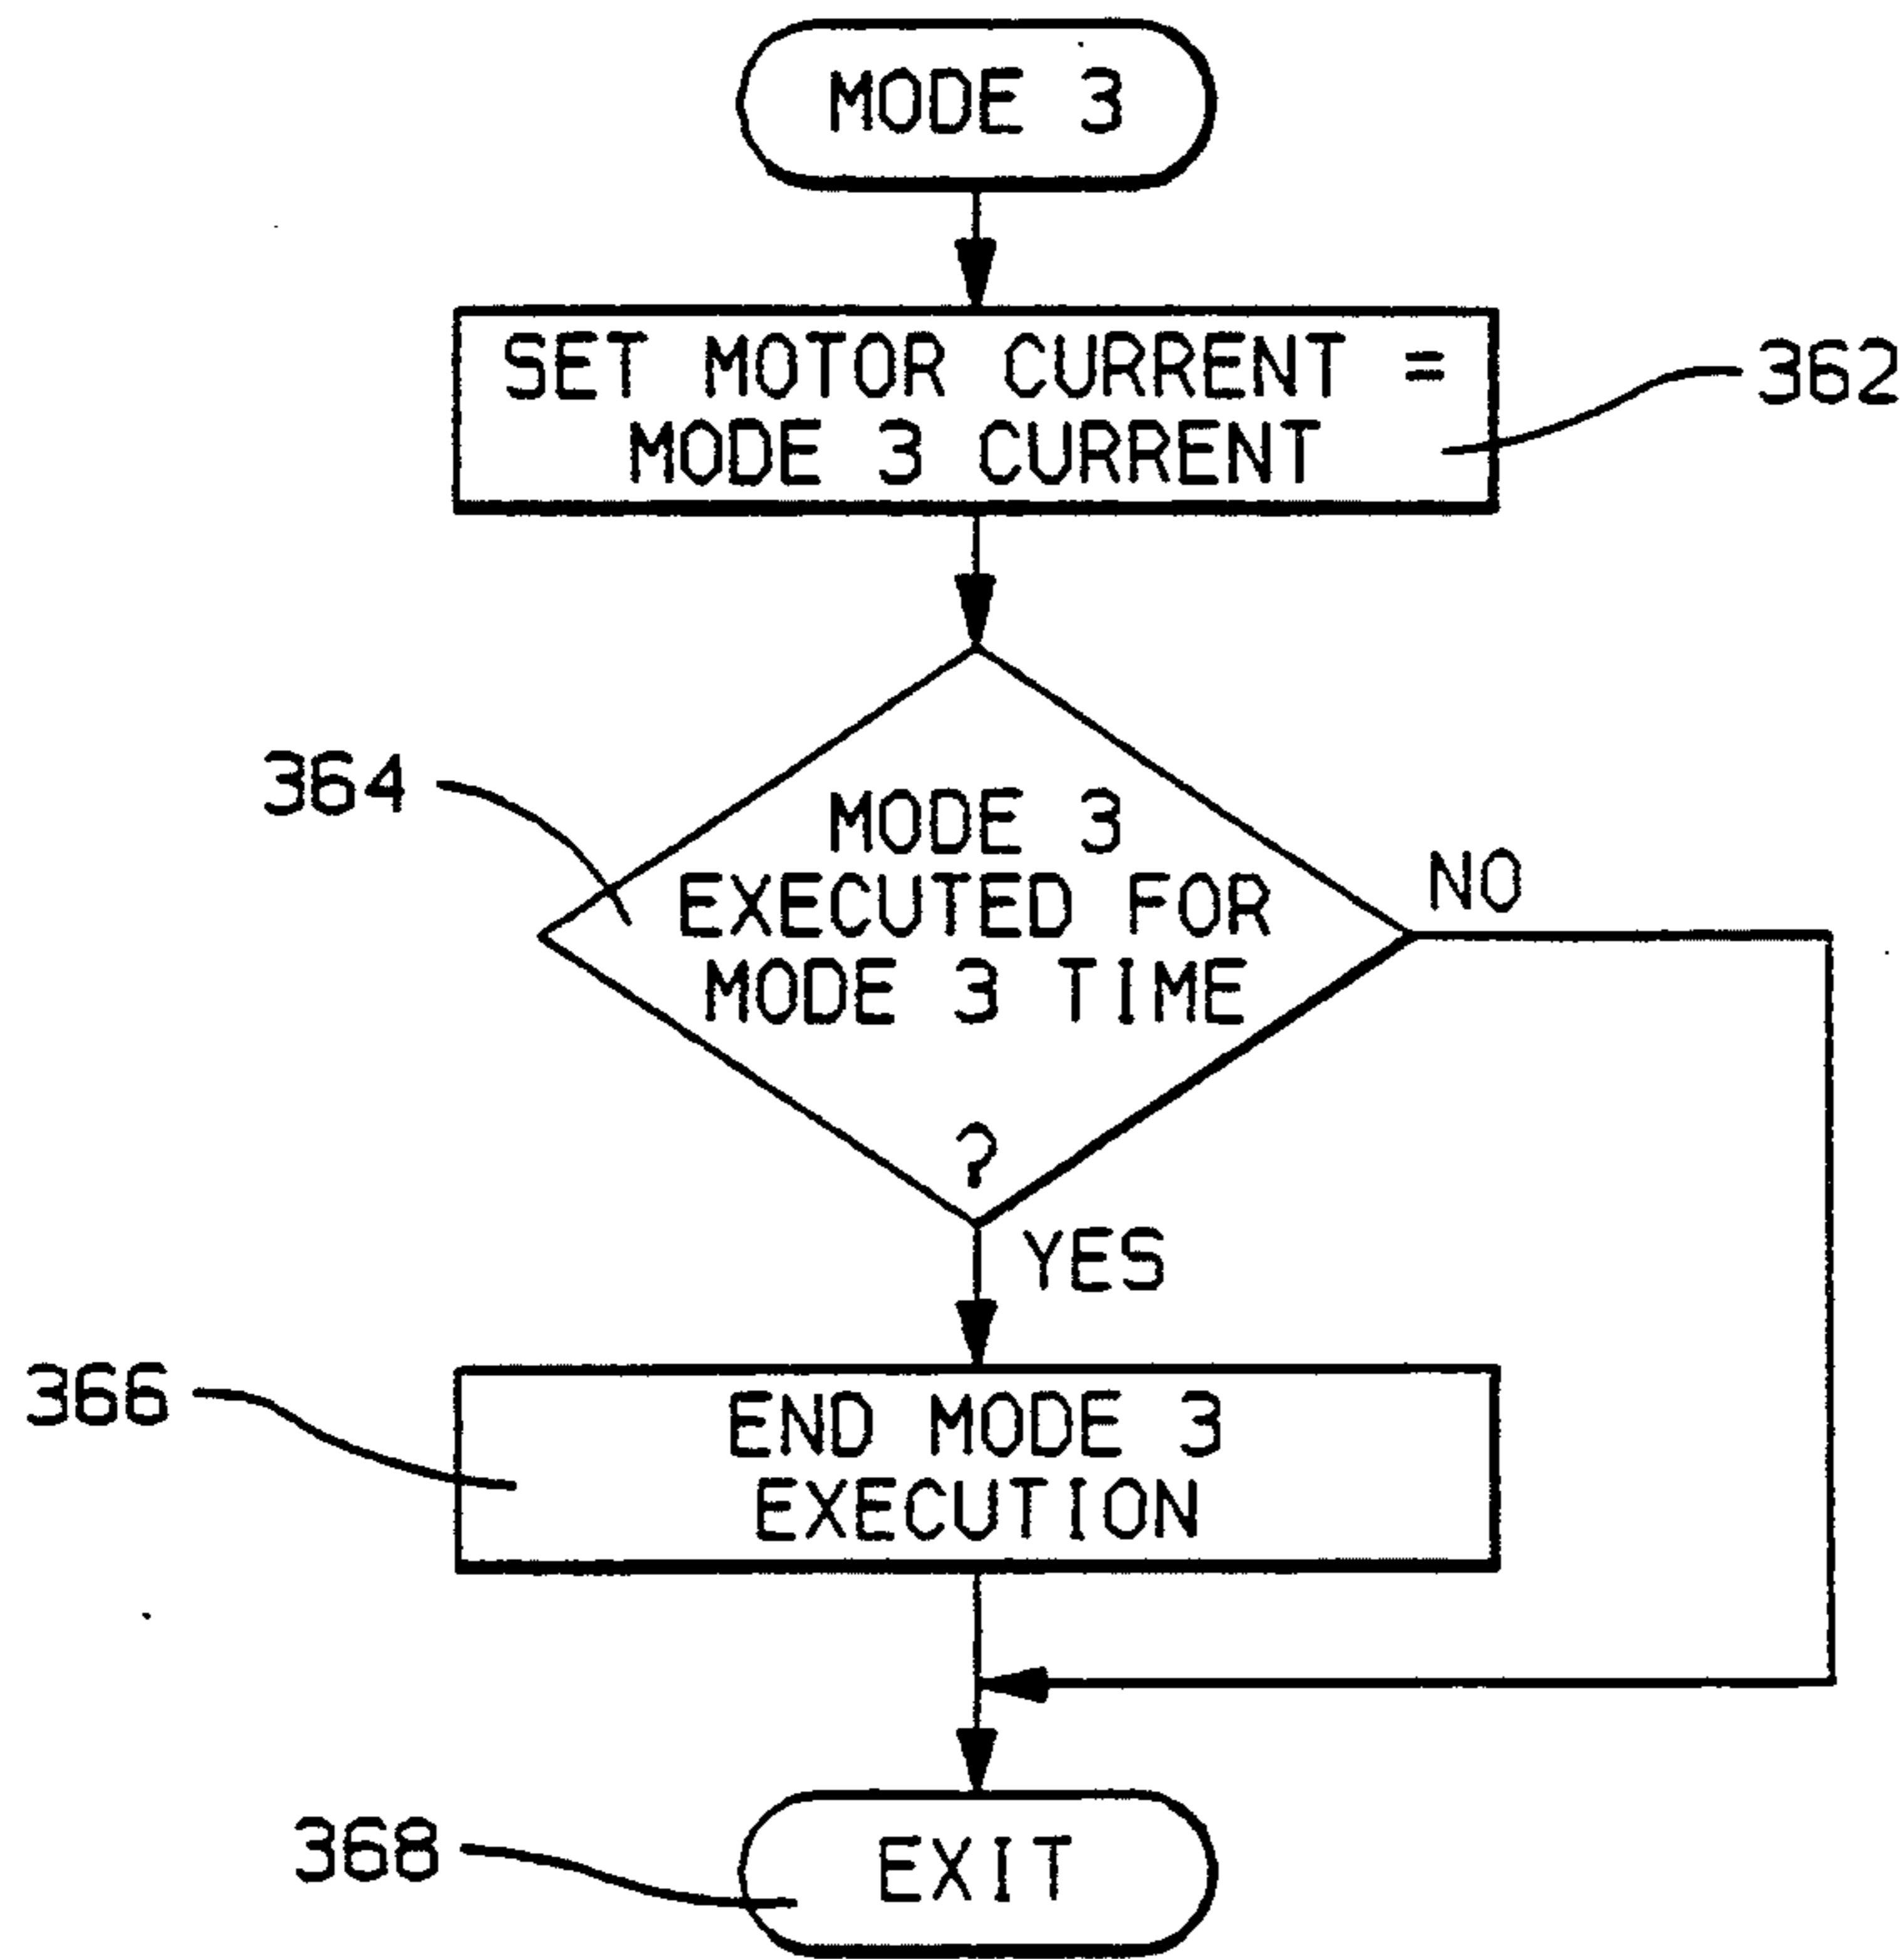 MODE 3
SET MOTOR CURRENT =
MODE 3 CURRENT
362
364
MODE 3
EXECUTED FOR
MODE 3 TIME
?
NO
YES
366
END MODE 3
EXECUTION
368
EXIT